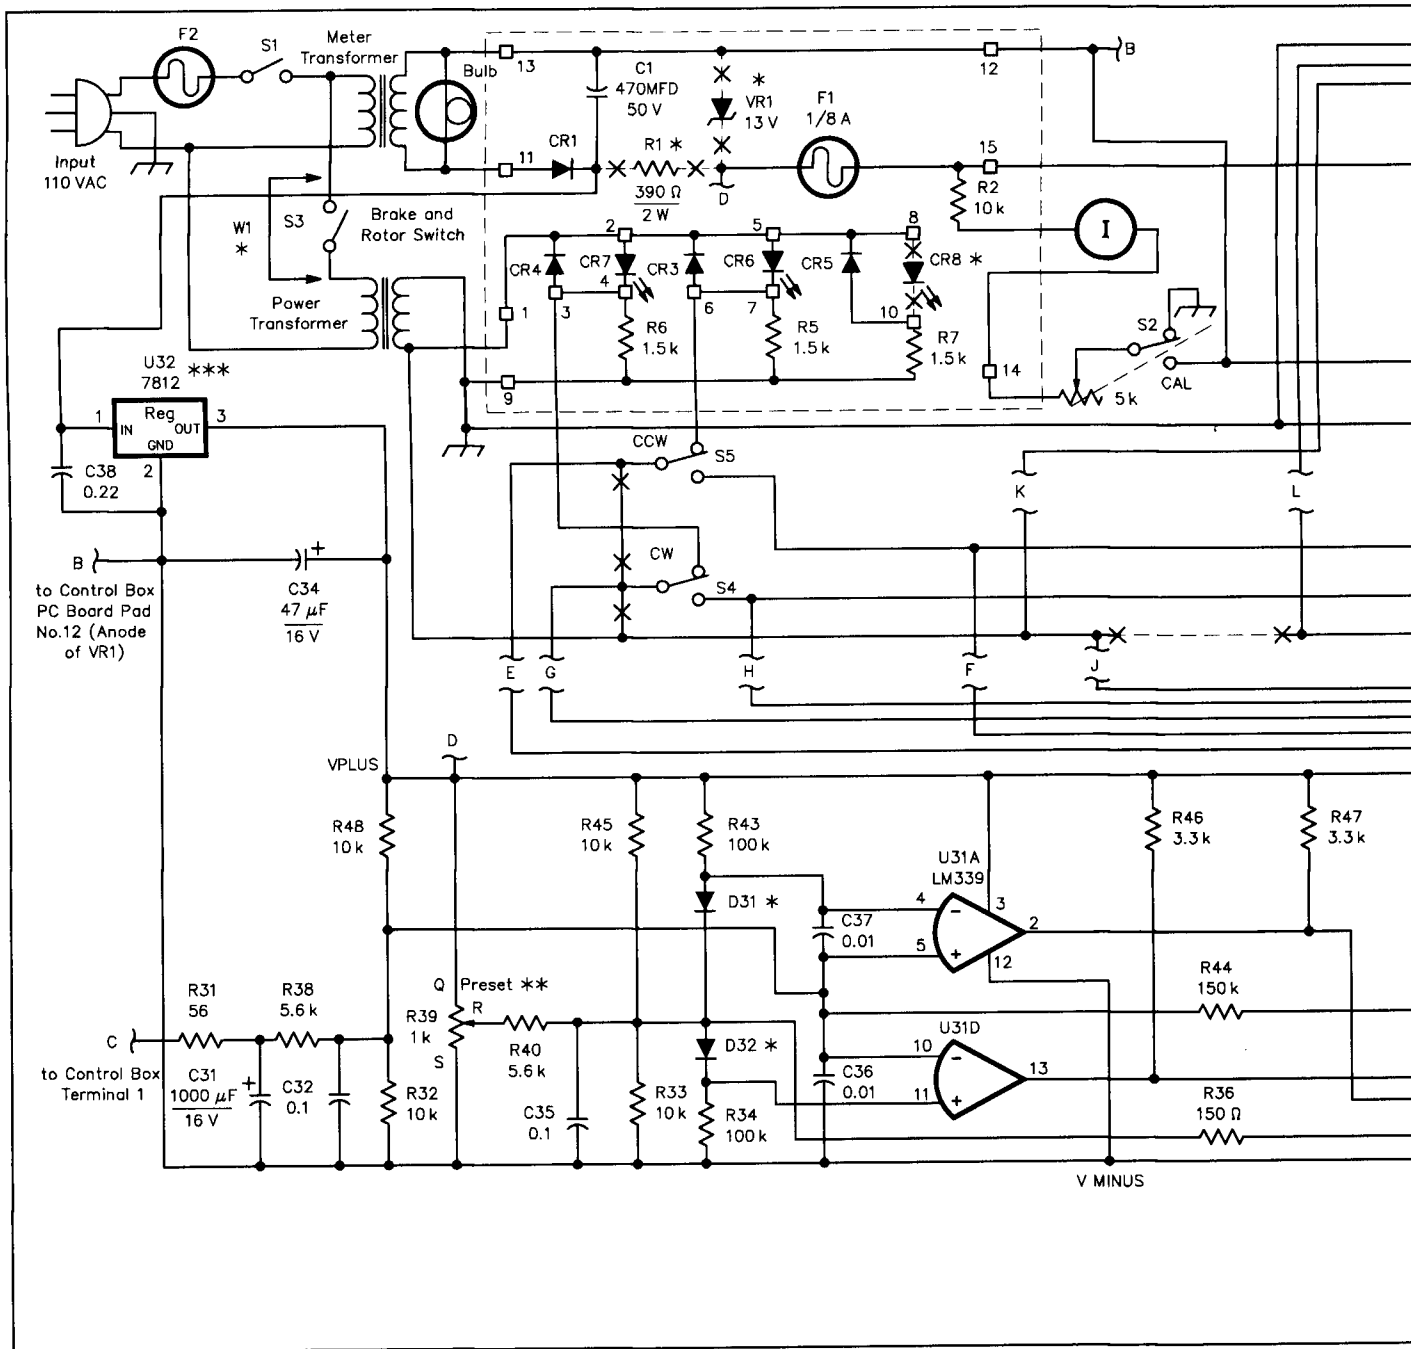 F2
S1
Meter
Transformer
Bulb
13
C1
470MFD
50 V
*
VR1
13 V
F1
1/8 A
12
B
Input
110 VAC
11
CR1
R1 *
390 Ω
2 W
D
15
R2
10 k
I
W1
*
S3
Brake and
Rotor Switch
2
5
8
CR4
CR7
4
CR3
CR6
CR5
CR8 *
Power
Transformer
1
3
6
7
10
R6
1.5 k
R5
1.5 k
R7
1.5 k
9
14
S2
CAL
5 k
U32
7812 ***
1
Reg
IN
OUT
GND
3
2
C38
0.22
CCW
S5
K
L
CW
S4
B
to Control Box
PC Board Pad
No.12 (Anode
of VR1)
C34
+
47 µF
16 V
E
G
H
F
J
D
VPLUS
R48
10 k
R45
10 k
R43
100 k
R46
3.3 k
R47
3.3 k
U31A
LM339
D31 *
4
-
3
C37
0.01
5
+
2
12
R31
56
R38
5.6 k
Q Preset **
R39
1 k
R
S
R40
5.6 k
R44
150 k
U31D
C
to Control Box
Terminal 1
C31
1000 µF
16 V
+
C32
0.1
R32
10 k
C35
0.1
R33
10 k
D32 *
R34
100 k
C36
0.01
10
-
11
+
13
R36
150 Ω
V MINUS